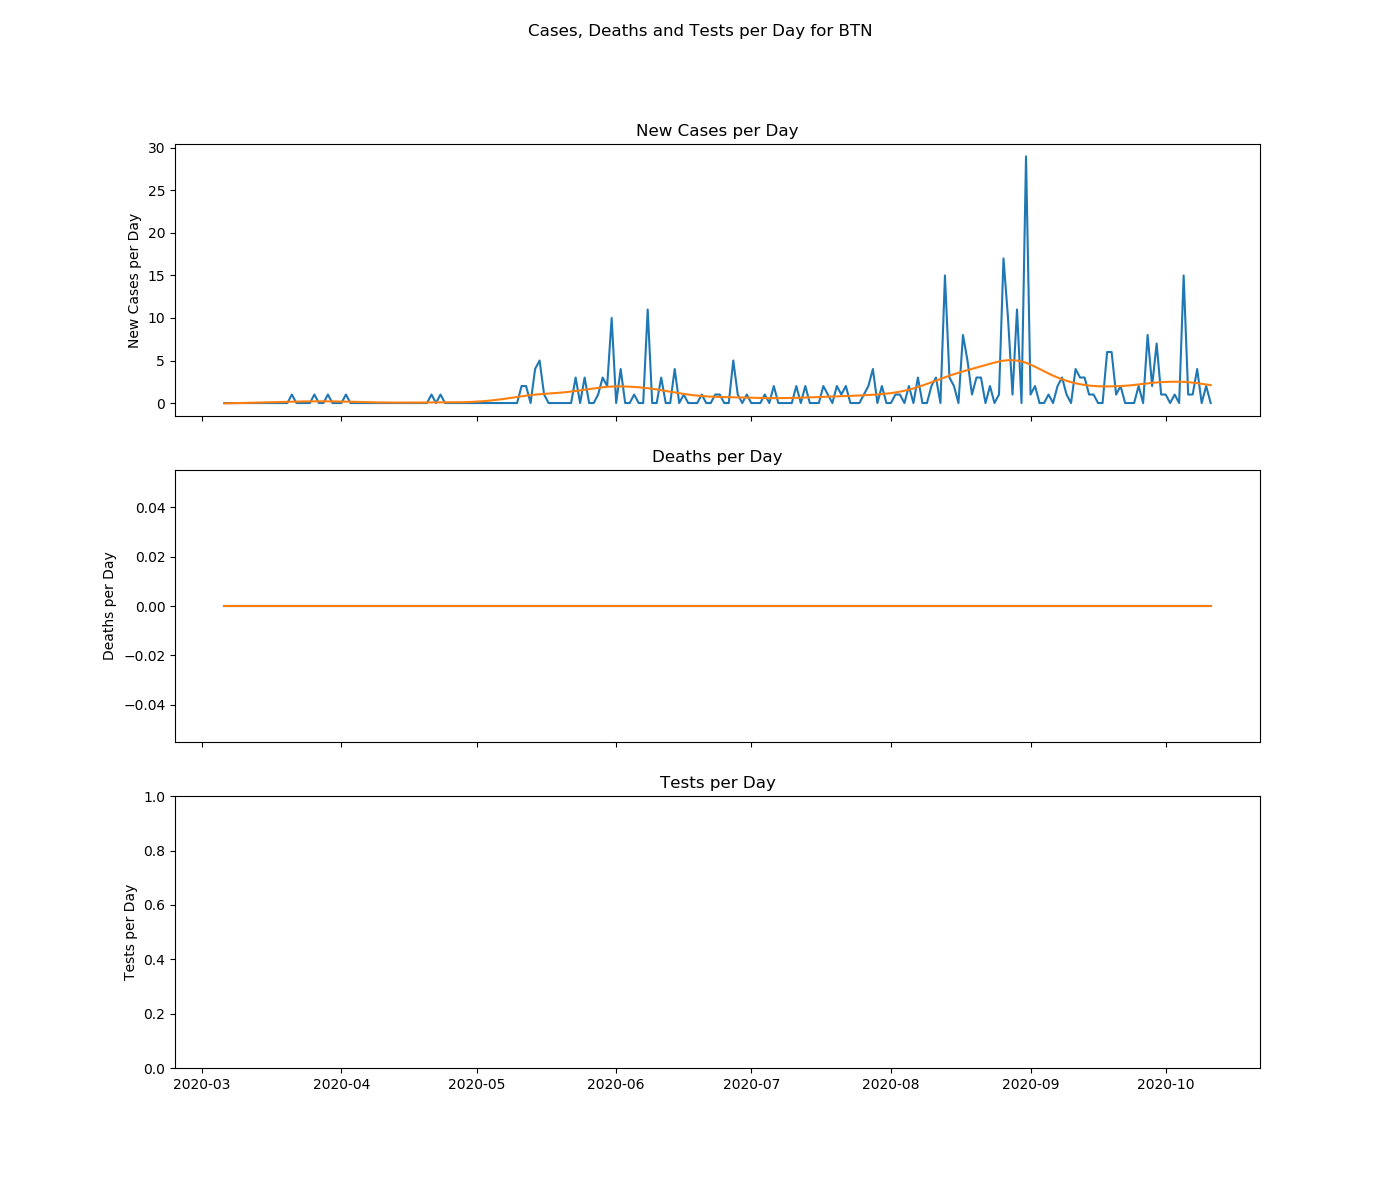 Cases, Deaths and Tests per Day for BTN
New Cases per Day
30
25
20
15
10
5
0
New Cases per Day
Deaths per Day
0.04
0.02
0.00
−0.02
−0.04
Deaths per Day
Tests per Day
1.0
0.8
0.6
0.4
0.2
0.0
Tests per Day
2020-03 2020-04 2020-05 2020-06 2020-07 2020-08 2020-09 2020-10